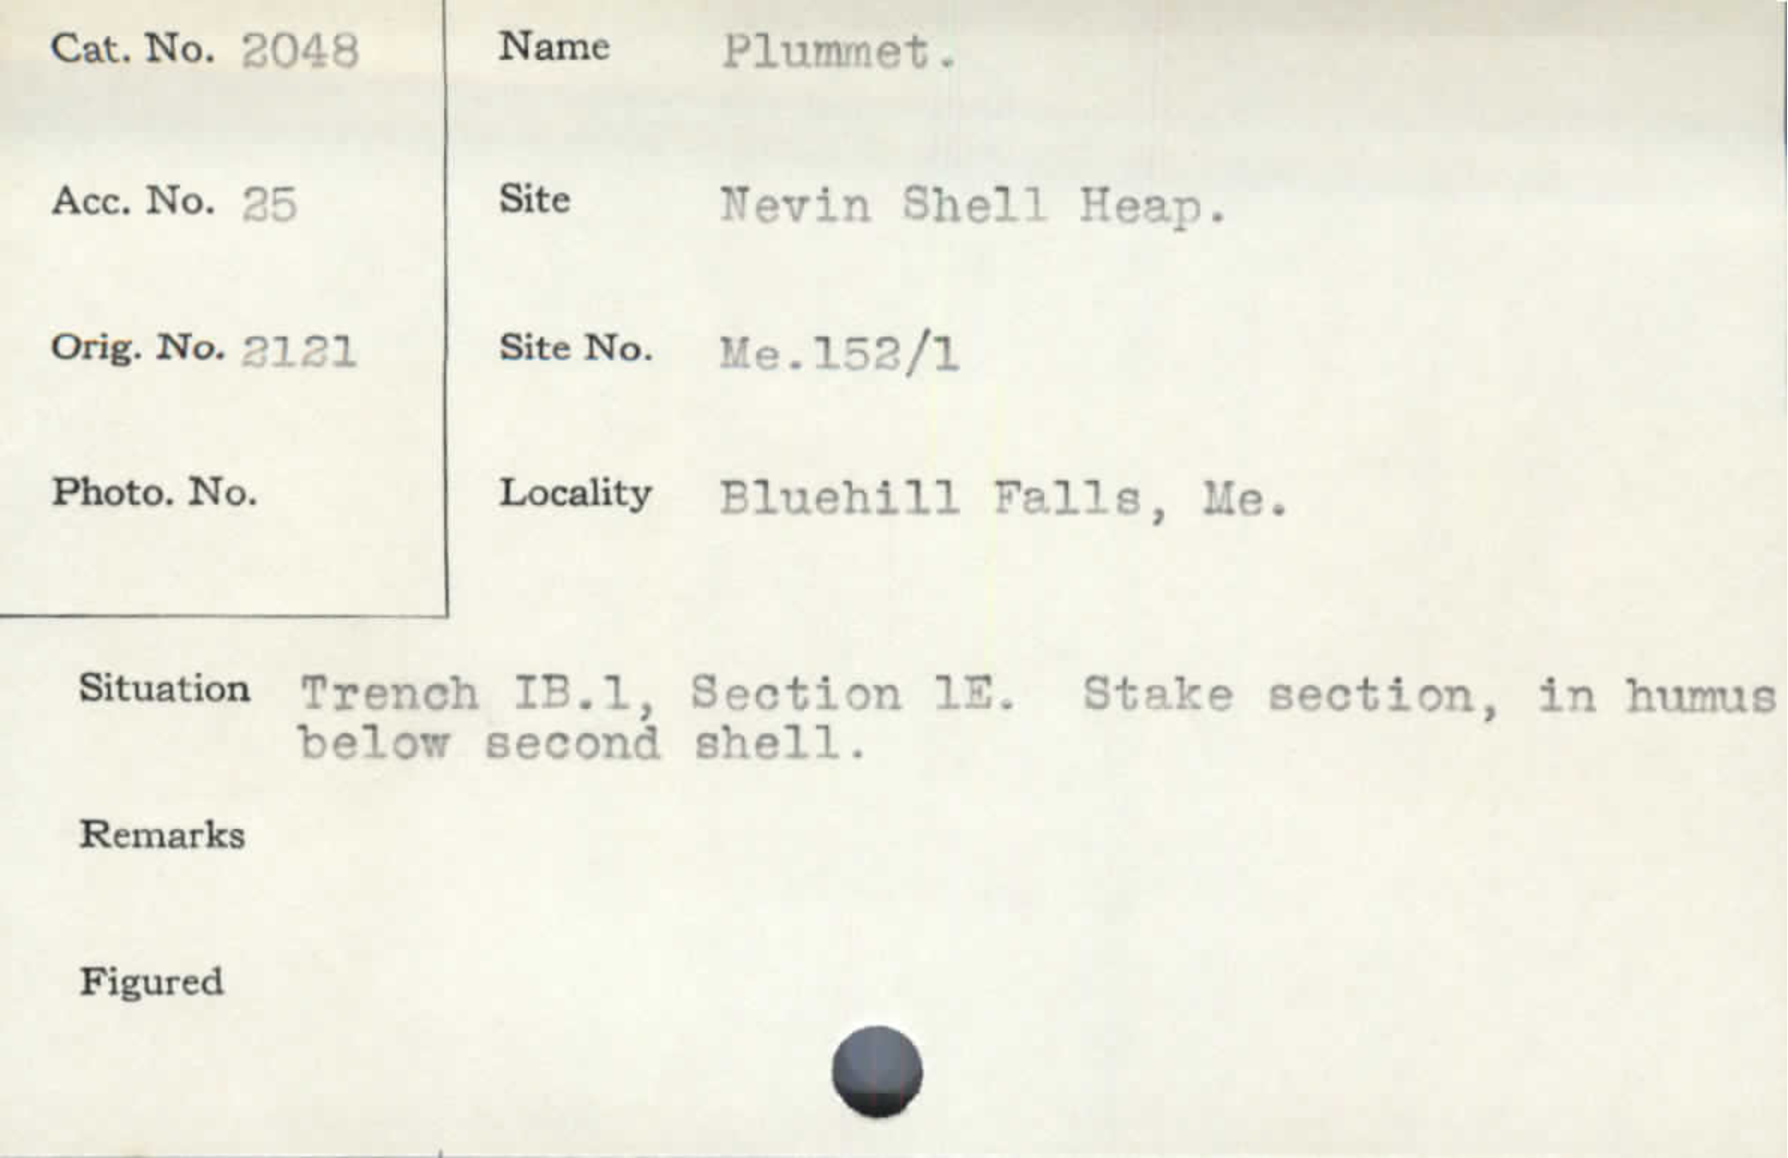 Cat. No. 2048
Acc. No. 25
Orig. No. 2121
Photo. No.
Name Plummet.
Site Nevin Shell Heap.
Site No. Me.152/1
Locality Bluehill Falls, Me.
Situation Trench IB.1, Section 1E. Stake section, in humus
below second shell.
Remarks
Figured